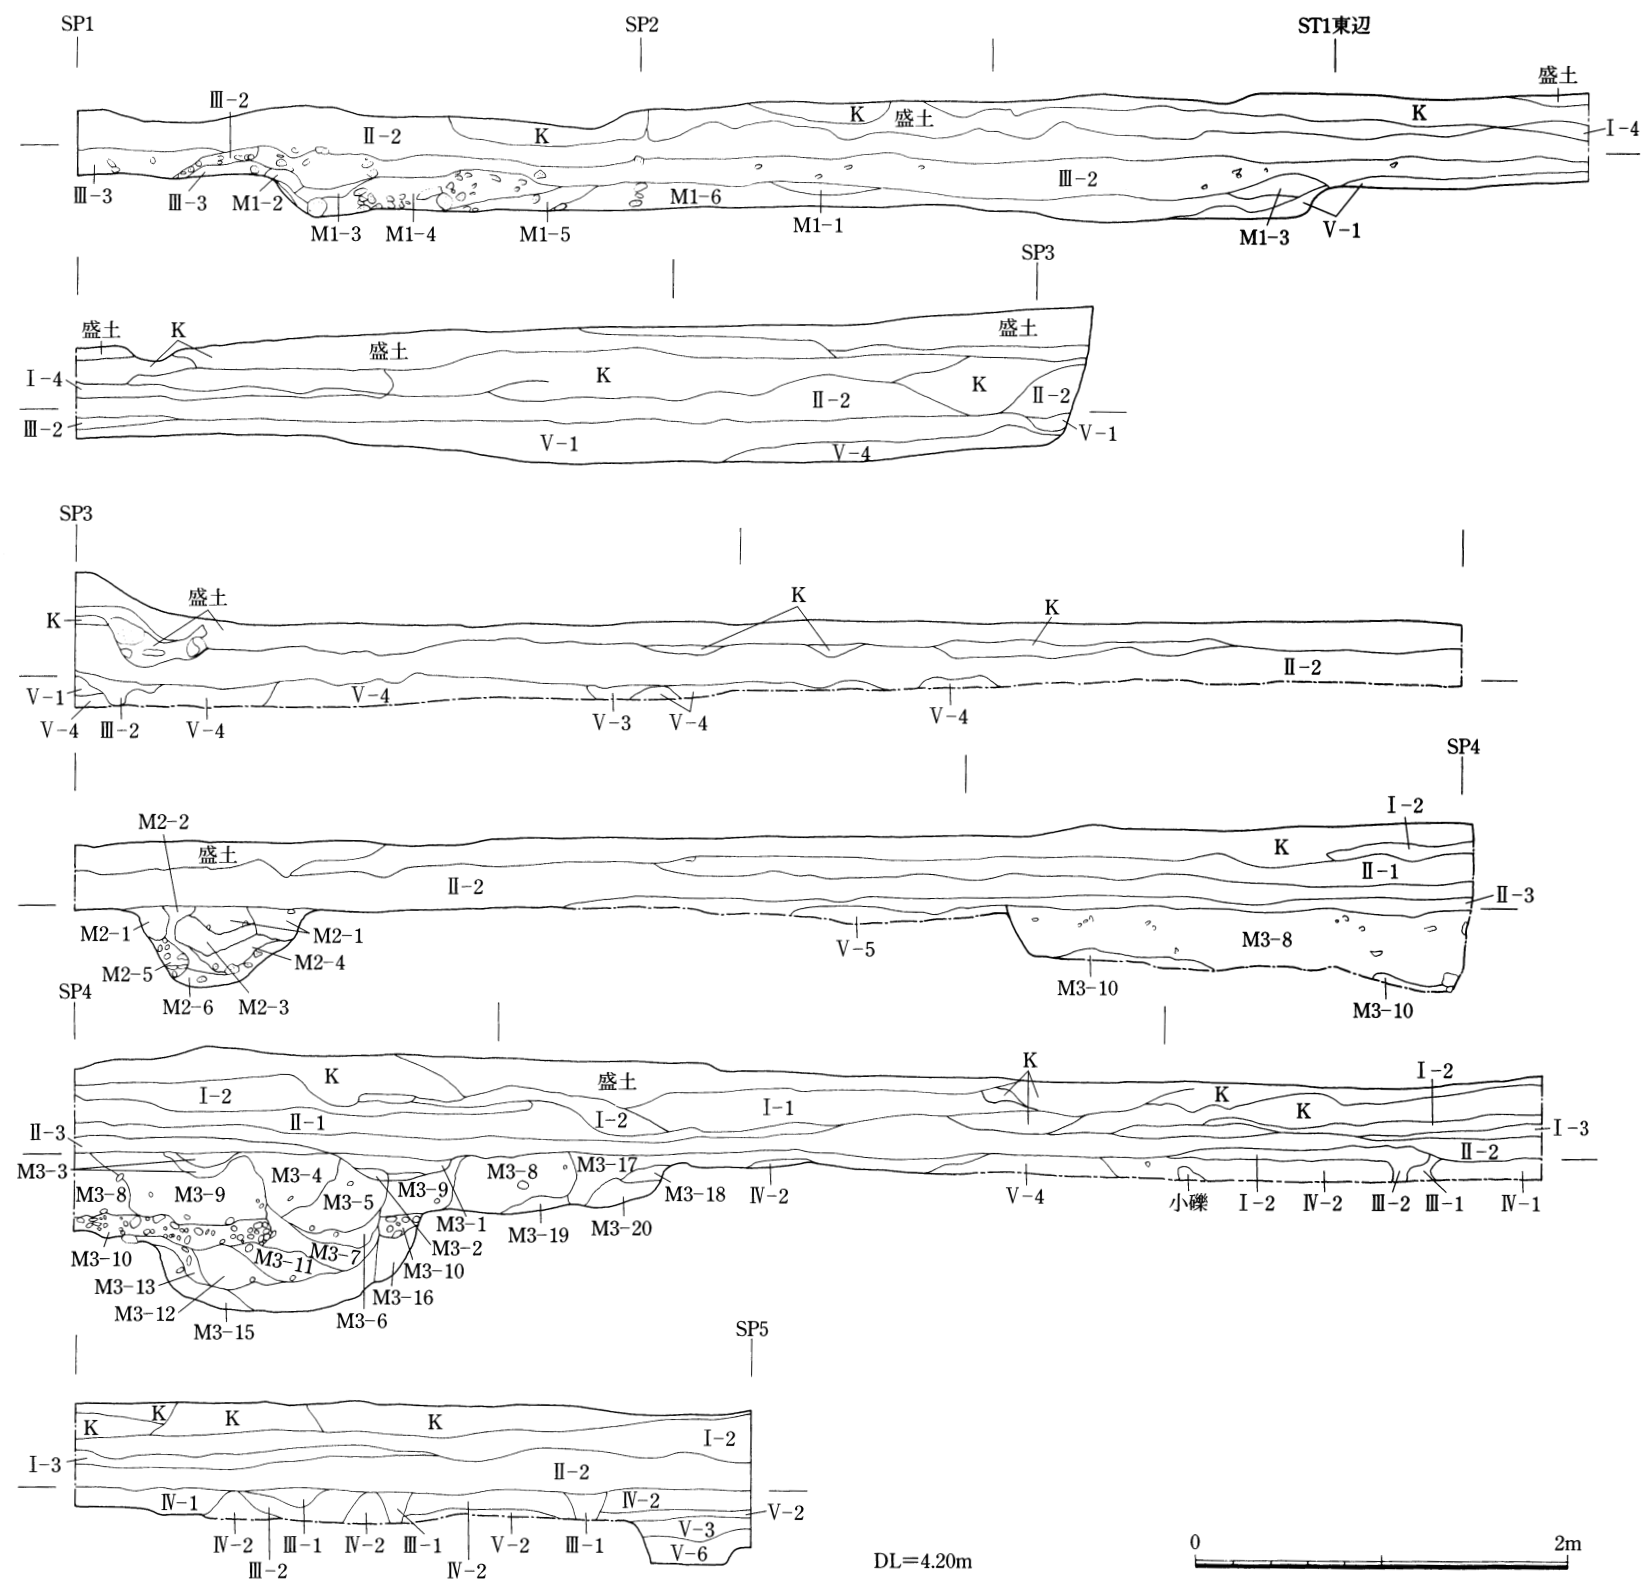 SP1 SP2 ST1東辺
盛土
Ⅲ-2 Ⅱ-2 K K 盛土 K Ⅰ-4
Ⅲ-3 Ⅲ-3 M1-2 M1-3 M1-4 M1-5 M1-6 M1-1 Ⅲ-2 M1-3 Ⅴ-1
SP3
盛土 K 盛土 盛土
Ⅰ-4 K K Ⅱ-2 Ⅱ-2
Ⅲ-2 Ⅴ-1 Ⅴ-4 Ⅴ-1
SP3
盛土 K K
K Ⅱ-2
Ⅴ-1 Ⅴ-4 Ⅴ-3 Ⅴ-4 Ⅴ-4
Ⅴ-4 Ⅲ-2 Ⅴ-4
SP4
M2-2 Ⅰ-2
盛土 K Ⅱ-1
Ⅱ-2 Ⅱ-3
M2-1 M2-1 Ⅴ-5 M3-8
M2-5 M2-4 M3-10
M2-6 M2-3 M3-10
SP4
K 盛土 K Ⅰ-2
Ⅰ-2 Ⅰ-1 K K
Ⅱ-1 Ⅰ-2 Ⅰ-3
Ⅱ-3 Ⅱ-2
M3-3 M3-4 M3-8 M3-17
M3-8 M3-9 M3-5 M3-9 M3-18 Ⅳ-2 Ⅴ-4 小礫 Ⅰ-2 Ⅳ-2 Ⅲ-2 Ⅲ-1 Ⅳ-1
M3-1 M3-19 M3-20
M3-10 M3-11 M3-7 M3-2
M3-13 M3-10
M3-12 M3-16
M3-15 M3-6
SP5
K K K K
Ⅰ-2
Ⅰ-3 Ⅱ-2
Ⅳ-1 Ⅳ-2 Ⅴ-2
Ⅴ-3
Ⅳ-2 Ⅲ-1 Ⅳ-2 Ⅲ-1 Ⅴ-2 Ⅲ-1 Ⅴ-6
Ⅲ-2 Ⅳ-2
DL=4.20m
0 2m